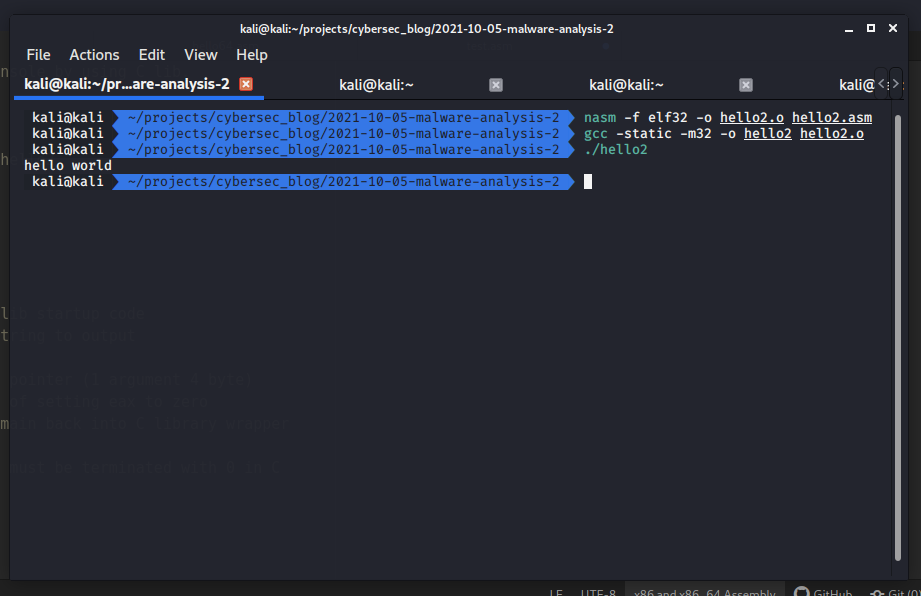 kali@kali:~/projects/cybersec_blog/2021-10-05-malware-analysis-2
File Actions Edit View Help
kali@kali:~/pr...are-analysis-2 kali@kali:~ kali@kali:~ kali@
kali@kali ~/projects/cybersec_blog/2021-10-05-malware-analysis-2 nasm -f elf32 -o hello2.o hello2.asm
kali@kali ~/projects/cybersec_blog/2021-10-05-malware-analysis-2 gcc -static -m32 -o hello2 hello2.o
kali@kali ~/projects/cybersec_blog/2021-10-05-malware-analysis-2 ./hello2
hello world
kali@kali ~/projects/cybersec_blog/2021-10-05-malware-analysis-2
LF UTF-8 x86 and x86_64 Assembly GitHub Git (0)